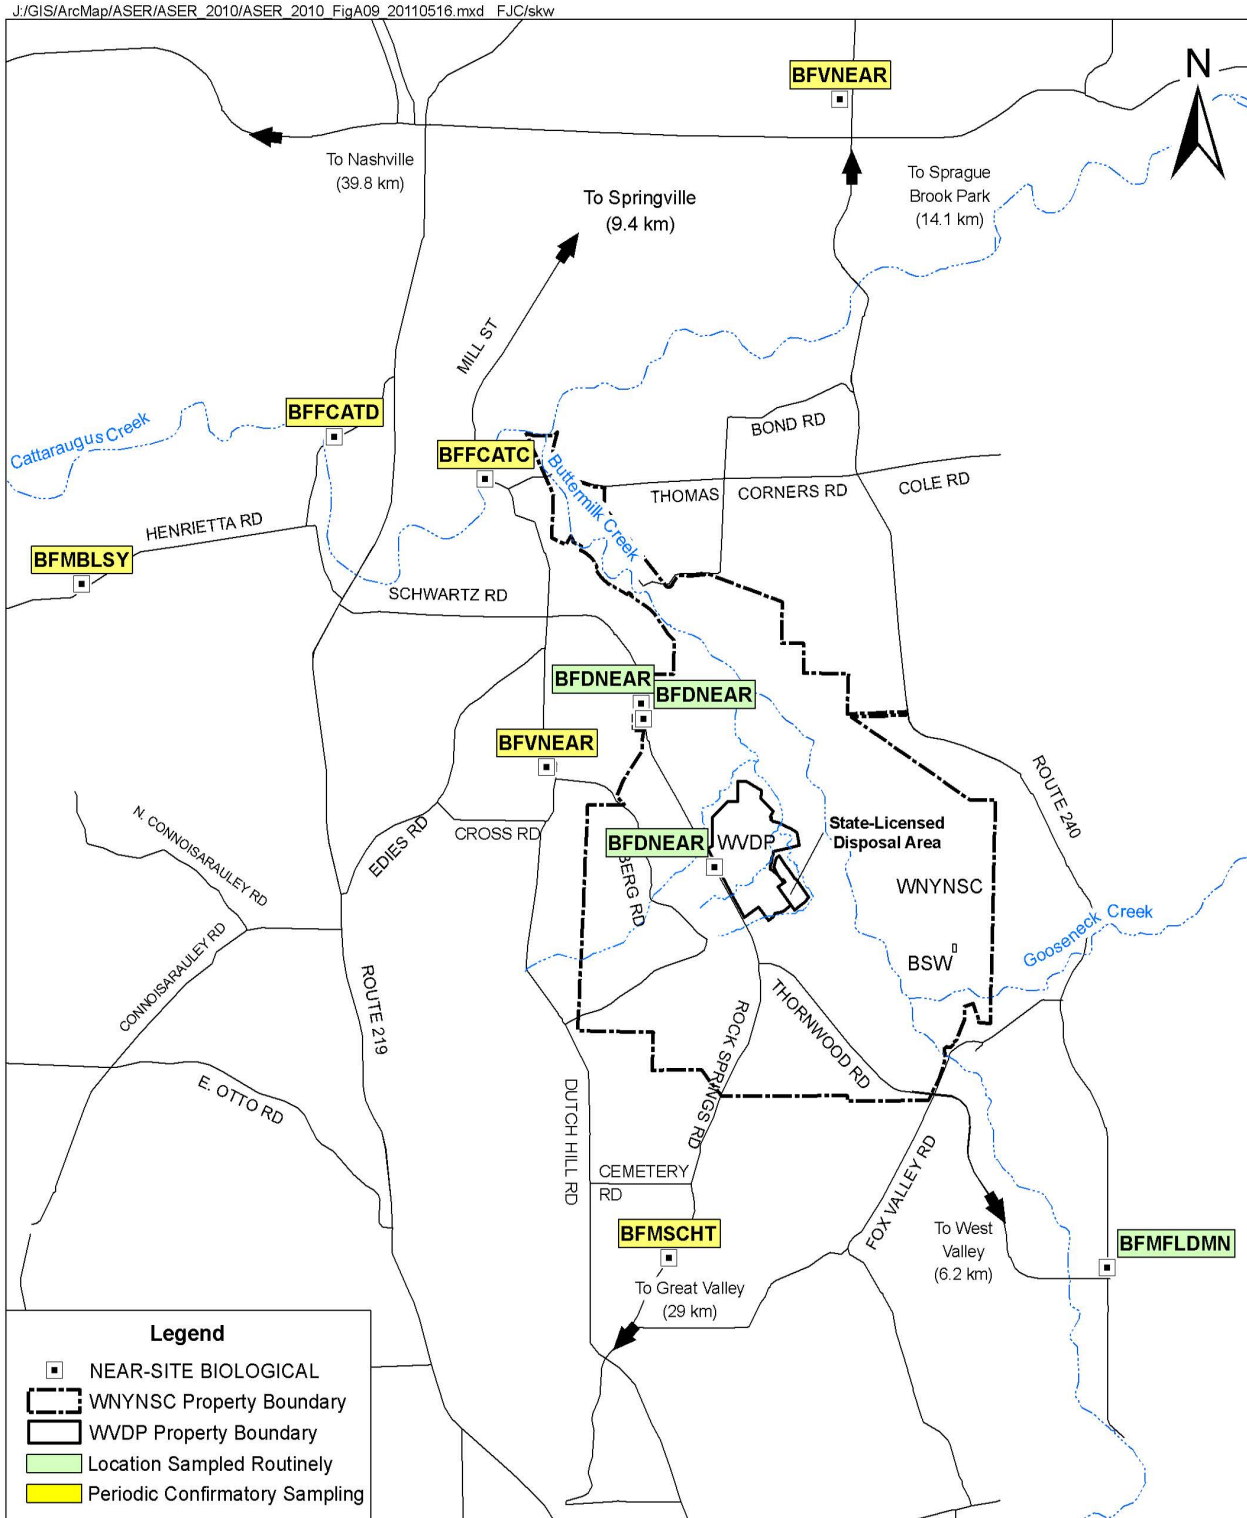 J:/GIS/ArcMap/ASER/ASER_2010/ASER_2010_FigA09_20110516.mxd FJC/skw
BFVNEAR
N
To Nashville
(39.8 km)
To Springville
(9.4 km)
To Sprague
Brook Park
(14.1 km)
MILL ST
BFFCATD
Cattaraugus Creek
BFFCATC
BOND RD
Buttermilk Creek
THOMAS CORNERS RD
COLE RD
HENRIETTA RD
BFMBLSY
SCHWARTZ RD
BFDNEAR
BFDNEAR
BFVNEAR
ROUTE 240
N. CONNOISARAULEY RD
EDIES RD
CROSS RD
BFDNEAR
WVDP
State-Licensed
Disposal Area
BERG RD
WNYNSC
Gooseneck Creek
CONNOISARAULEY RD
BSW
ROUTE 219
ROCK SPRINGS RD
THORNWOOD RD
E. OTTO RD
DUTCH HILL RD
CEMETERY
RD
FOX VALLEY RD
BFMSCHT
To West
Valley
(6.2 km)
BFMFLDMN
To Great Valley
(29 km)
Legend
NEAR-SITE BIOLOGICAL
WNYNSC Property Boundary
WVDP Property Boundary
Location Sampled Routinely
Periodic Confirmatory Sampling